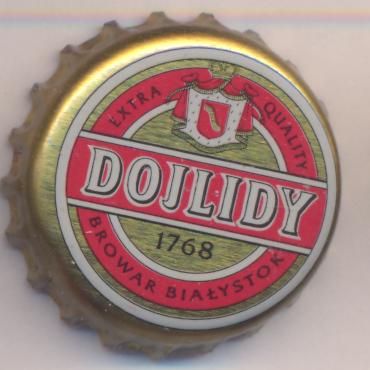 EXTRA QUALITY
DOJLIDY
1768
BROWAR BIAŁYSTOK